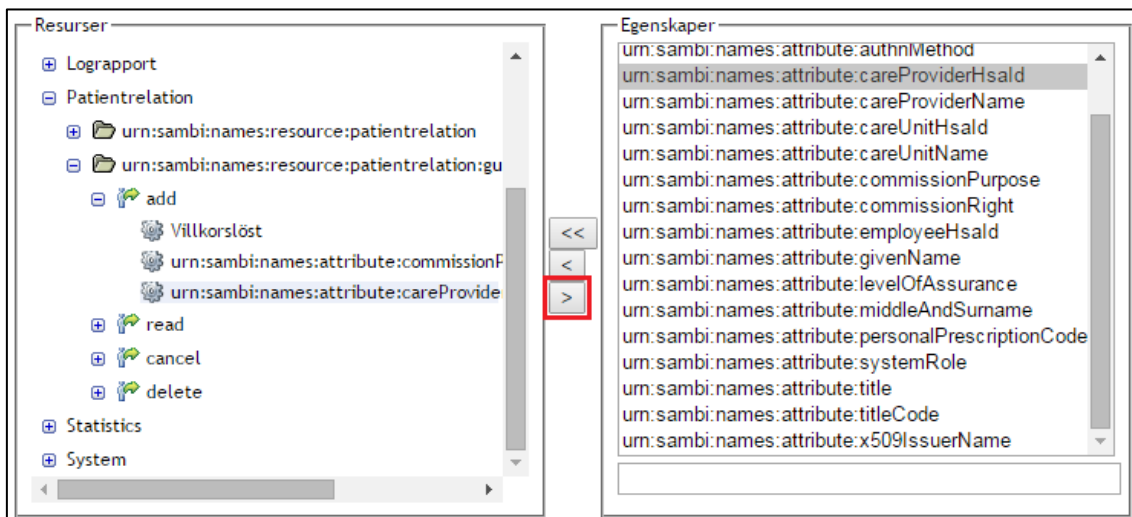 Resurser
Lograpport
Patientrelation
urn:sambi:names:resource:patientrelation
urn:sambi:names:resource:patientrelation:gu
add
Villkorslöst
urn:sambi:names:attribute:commissionP
urn:sambi:names:attribute:careProvide
read
cancel
delete
Statistics
System
<<
<
>
Egenskaper
urn:sambi:names:attribute:authnMethod
urn:sambi:names:attribute:careProviderHsaId
urn:sambi:names:attribute:careProviderName
urn:sambi:names:attribute:careUnitHsaId
urn:sambi:names:attribute:careUnitName
urn:sambi:names:attribute:commissionPurpose
urn:sambi:names:attribute:commissionRight
urn:sambi:names:attribute:employeeHsaId
urn:sambi:names:attribute:givenName
urn:sambi:names:attribute:levelOfAssurance
urn:sambi:names:attribute:middleAndSurname
urn:sambi:names:attribute:personalPrescriptionCode
urn:sambi:names:attribute:systemRole
urn:sambi:names:attribute:title
urn:sambi:names:attribute:titleCode
urn:sambi:names:attribute:x509IssuerName